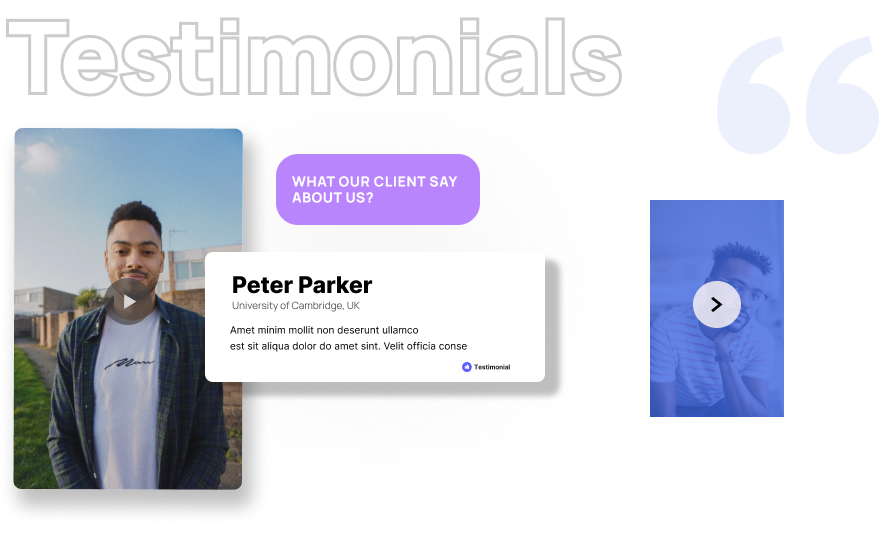 Testimonials
WHAT OUR CLIENT SAY
ABOUT US?
Peter Parker
University of Cambridge, UK
Amet minim mollit non deserunt ullamco
est sit aliqua dolor do amet sint. Velit officia conse
Testimonial